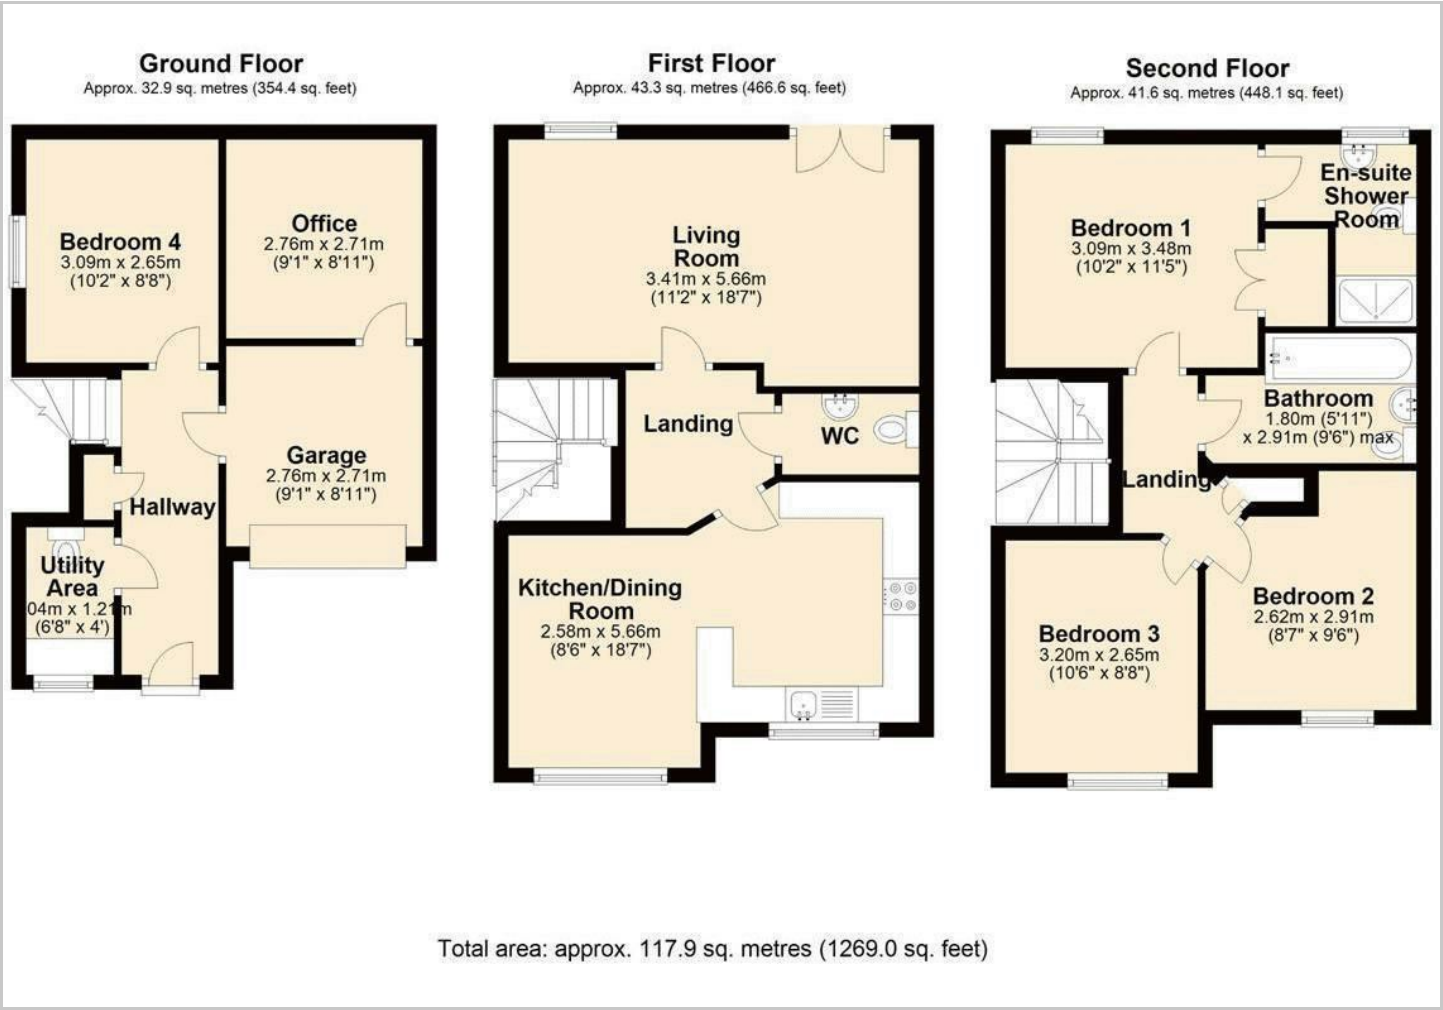 Ground Floor
Approx. 32.9 sq. metres (354.4 sq. feet)
Bedroom 4
3.09m x 2.65m
(10'2" x 8'8")
Office
2.76m x 2.71m
(9'1" x 8'11")
Garage
2.76m x 2.71m
(9'1" x 8'11")
Hallway
Utility
Area
04m x 1.21m
(6'8" x 4')
First Floor
Approx. 43.3 sq. metres (466.6 sq. feet)
Living
Room
3.41m x 5.66m
(11'2" x 18'7")
Landing
WC
Kitchen/Dining
Room
2.58m x 5.66m
(8'6" x 18'7")
Second Floor
Approx. 41.6 sq. metres (448.1 sq. feet)
Bedroom 1
3.09m x 3.48m
(10'2" x 11'5")
En-suite
Shower
Room
Bathroom
1.80m (5'11")
x 2.91m (9'6") max
Landing
Bedroom 2
2.62m x 2.91m
(8'7" x 9'6")
Bedroom 3
3.20m x 2.65m
(10'6" x 8'8")
Total area: approx. 117.9 sq. metres (1269.0 sq. feet)